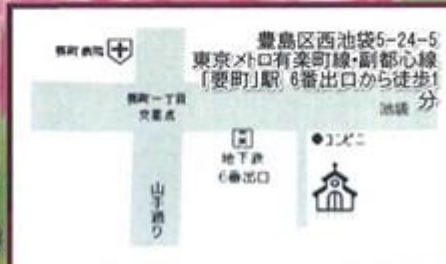 豊島区西池袋5-24-5
東京メトロ有楽町線・副都心線
「要町」駅 6番出口から徒歩1
分
要町病院
要町一丁目
交差点
池袋
地下鉄
6番出口
●コンビニ
山手通り